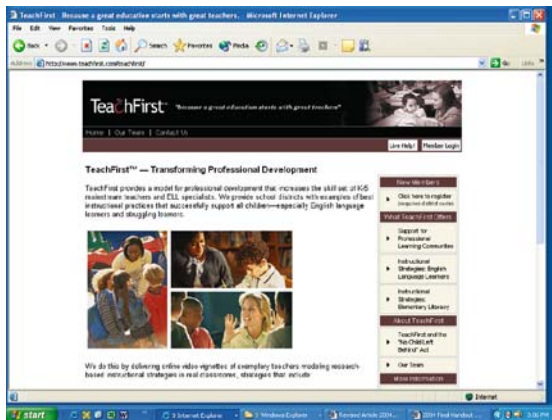 TeachFirst Because a great education starts with great teachers. Microsoft Internet Explorer
File Edit View Favorites Tools Help
Back Search Favorites Media
Address http://www.teachfirst.com/teachfirst/ Go Links
TeachFirst "because a great education starts with great teachers"
Home | Our Team | Contact Us
Live Help! Member Login
TeachFirst™ — Transforming Professional Development
TeachFirst provides a model for professional development that increases the skill set of K-6
mainstream teachers and ELL specialists. We provide school districts with examples of best
instructional practices that successfully support all children—especially English language
learners and struggling learners.
We do this by delivering online video vignettes of exemplary teachers modeling research-
based instructional strategies in real classrooms, strategies that include
New Members
Click here to register
(requires district code)
What TeachFirst Offers
Support for
Professional
Learning Communities
Instructional
Strategies: English
Language Learners
Instructional
Strategies:
Elementary Literacy
About TeachFirst
TeachFirst and the
"No Child Left
Behind" Act
Our Team
More Information
Internet
start 3 Internet Explorer 3 Windows Explorer Revised Article 2004... 2004 Final Handout...